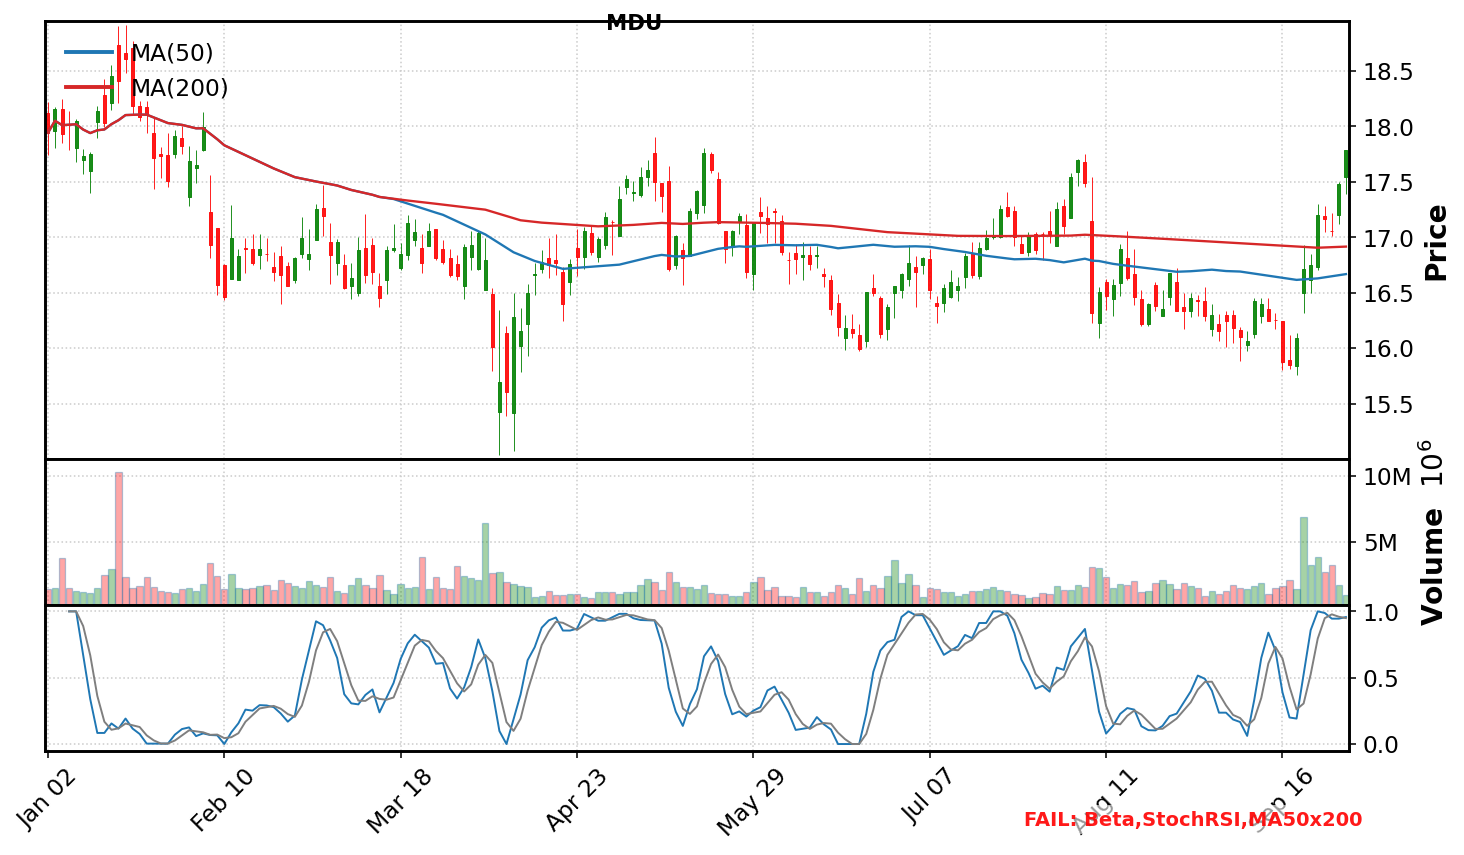 MDU
MA(50)
MA(200)
18.5
18.0
17.5
17.0
16.5
16.0
15.5
Price
10M
5M
Volume 10⁶
1.0
0.5
0.0
Jan 02
Feb 10
Mar 18
Apr 23
May 29
Jul 07
Aug 11
Sep 16
FAIL: Beta,StochRSI,MA50x200